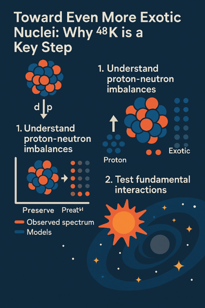 Toward Even More Exotic
Nuclei: Why ⁴⁸K is a
Key Step
d p
1. Understand
proton-neutron
imbalances
Preserve
Observed spectrum
Models
1. Understand
proton-neutron
imbalances
Proton
Exotic
2. Test fundamental
interactions